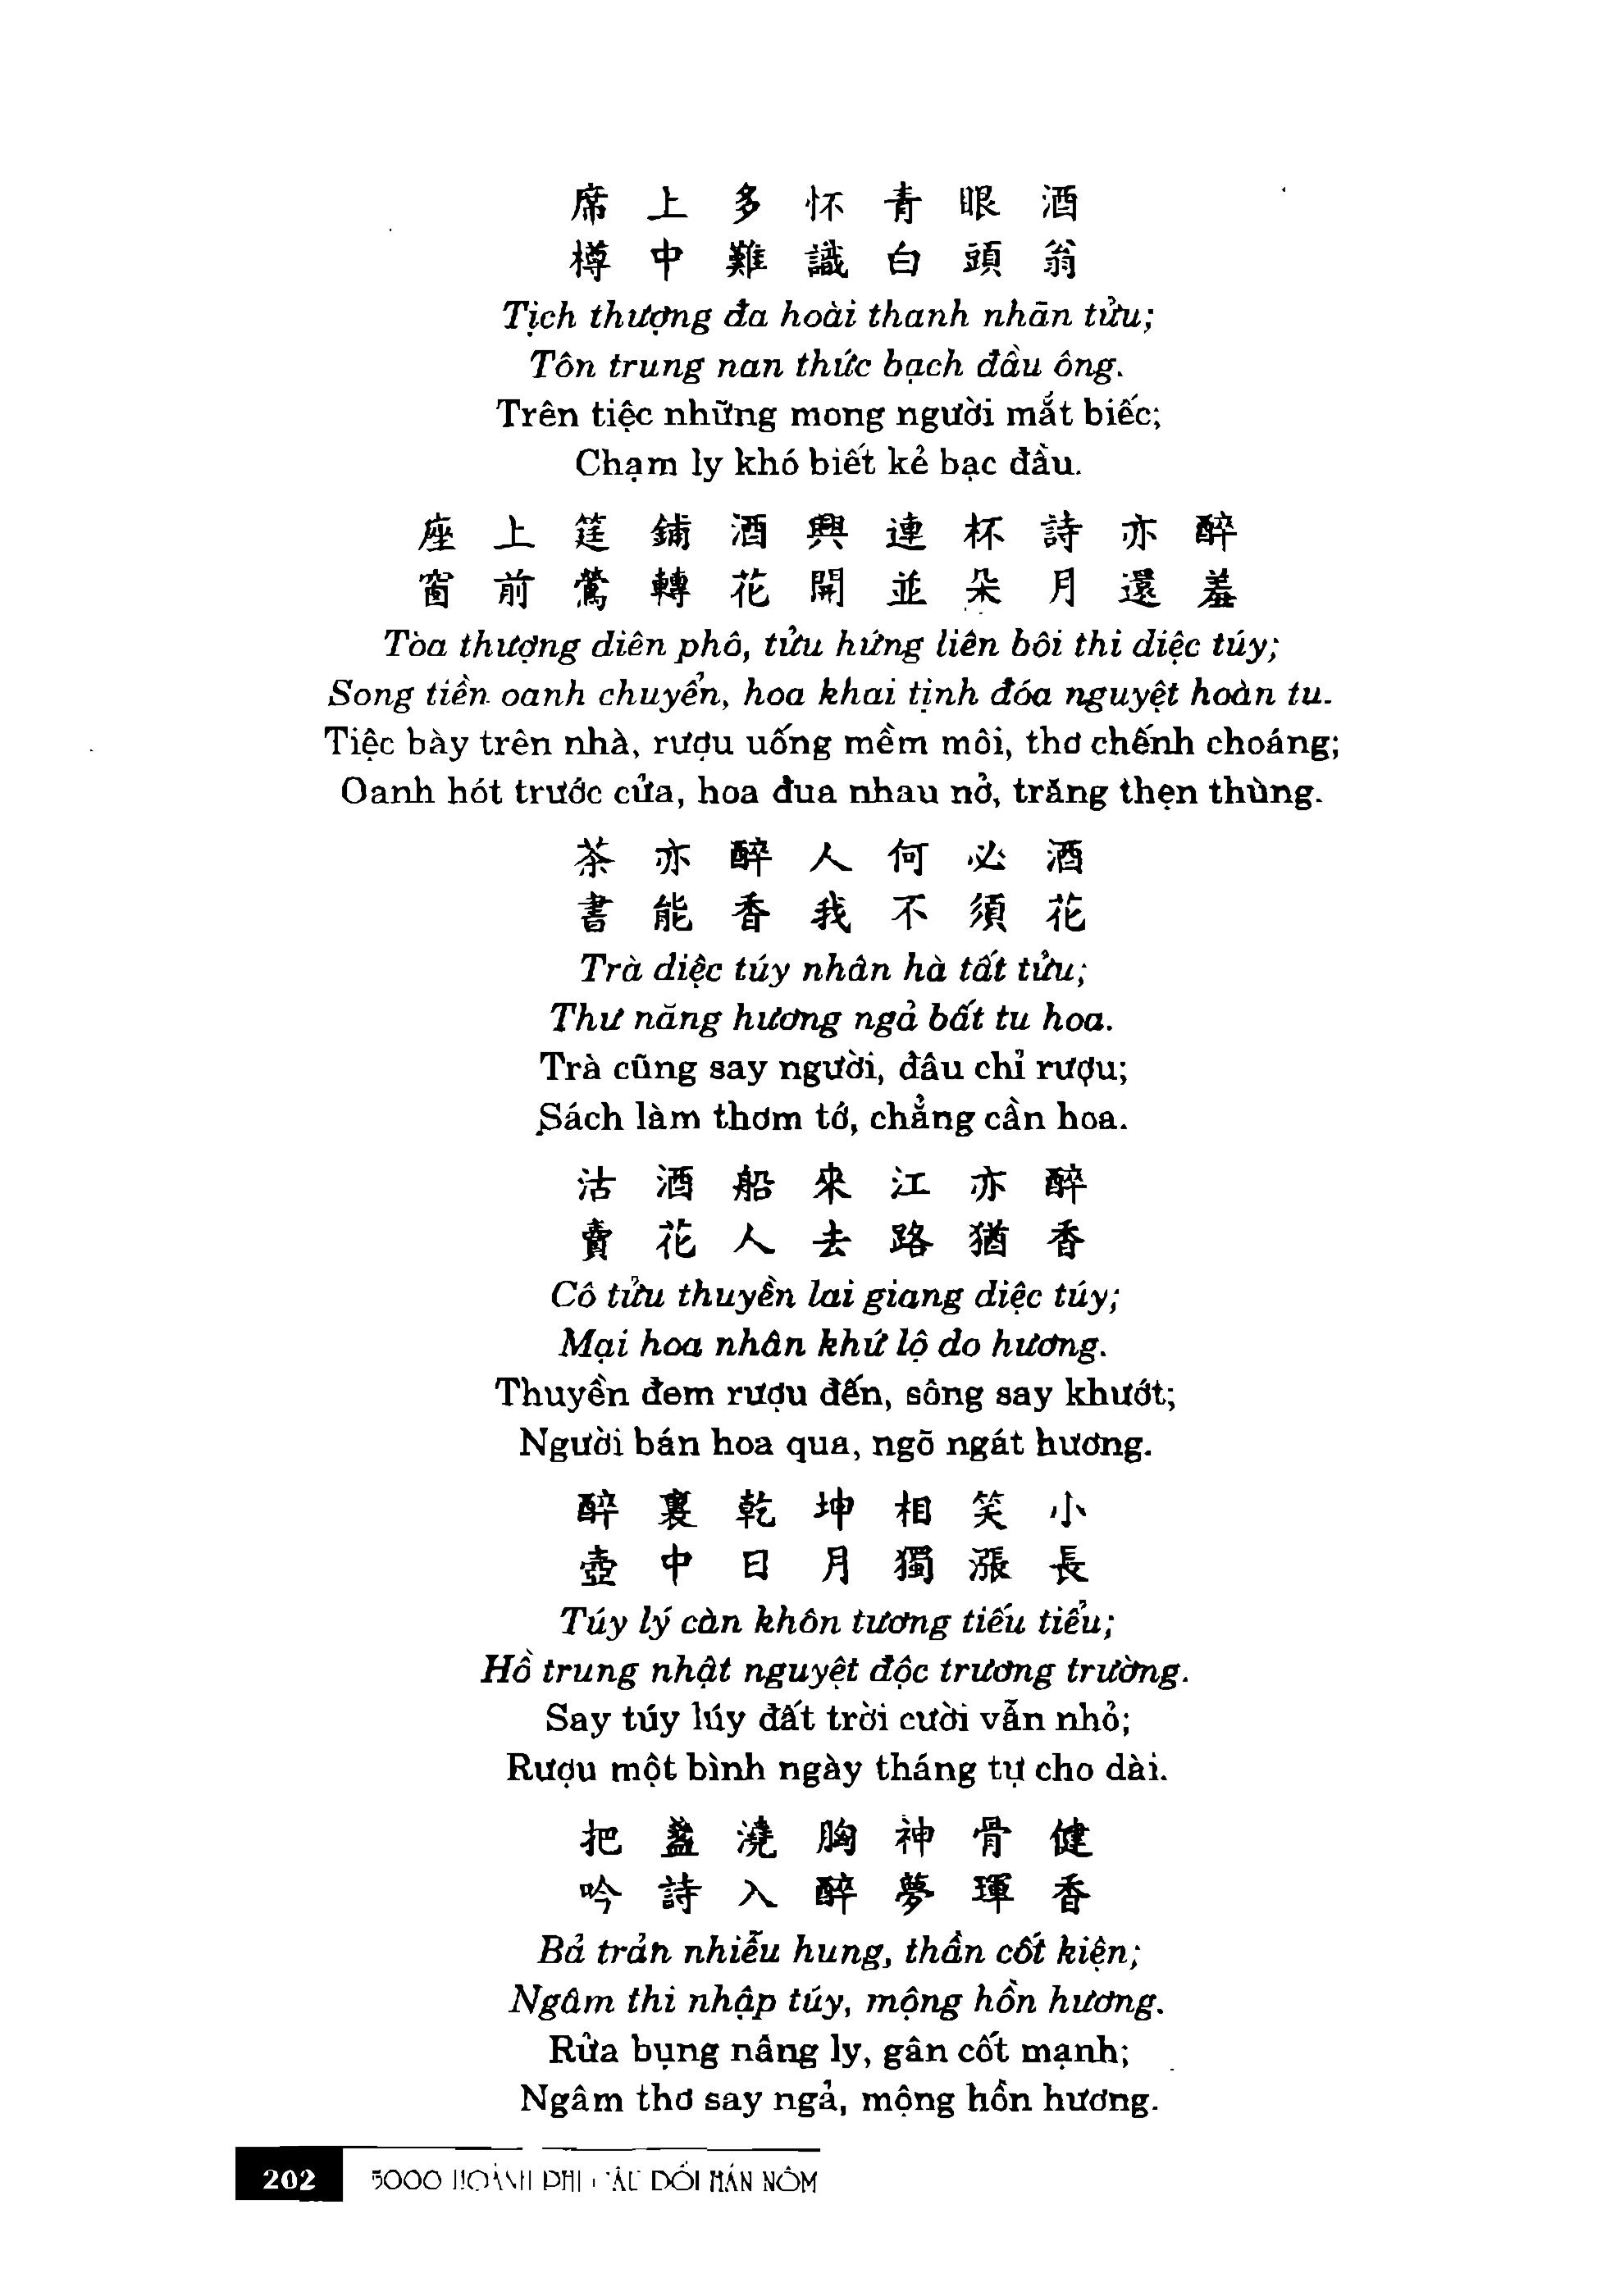 席上多怀青眼酒
樽中難識白頭翁
Tịch thượng đa hoài thanh nhãn tửu;
Tôn trung nan thức bạch đầu ông.
Trên tiệc những mong người mắt biếc;
Chạm ly khó biết kẻ bạc đầu.
座上筵鋪酒興連杯詩亦醉
窗前鶯轉花開並朵月還羞
Tòa thượng diên phô, tửu hứng liên bôi thi diệc túy;
Song tiền oanh chuyển, hoa khai tịnh đóa nguyệt hoàn tu.
Tiệc bày trên nhà, rượu uống mềm môi, thơ chếnh choáng;
Oanh hót trước cửa, hoa đua nhau nở, trăng thẹn thùng.
茶亦醉人何必酒
書能香我不須花
Trà diệc túy nhân hà tất tửu;
Thư năng hương ngả bất tu hoa.
Trà cũng say người, đâu chỉ rượu;
Sách làm thơm tớ, chẳng cần hoa.
沽酒船來江亦醉
賣花人去路猶香
Cô tửu thuyền lai giang diệc túy;
Mại hoa nhân khứ lộ do hương.
Thuyền đem rượu đến, sông say khướt;
Người bán hoa qua, ngõ ngát hương.
醉裏乾坤相笑小
壺中日月獨漲長
Túy lý càn khôn tương tiếu tiểu;
Hồ trung nhật nguyệt độc trương trường.
Say túy lúy đất trời cười vẫn nhỏ;
Rượu một bình ngày tháng tự cho dài.
把盞澆胸神骨健
吟詩入醉夢琿香
Bả trản nhiễu hung, thần cốt kiện;
Ngâm thi nhập túy, mộng hồn hương.
Rửa bụng nâng ly, gân cốt mạnh;
Ngâm thơ say ngả, mộng hồn hương.
202 5000 HOÀNH PHI CÂU ĐỐI HÁN NÔM